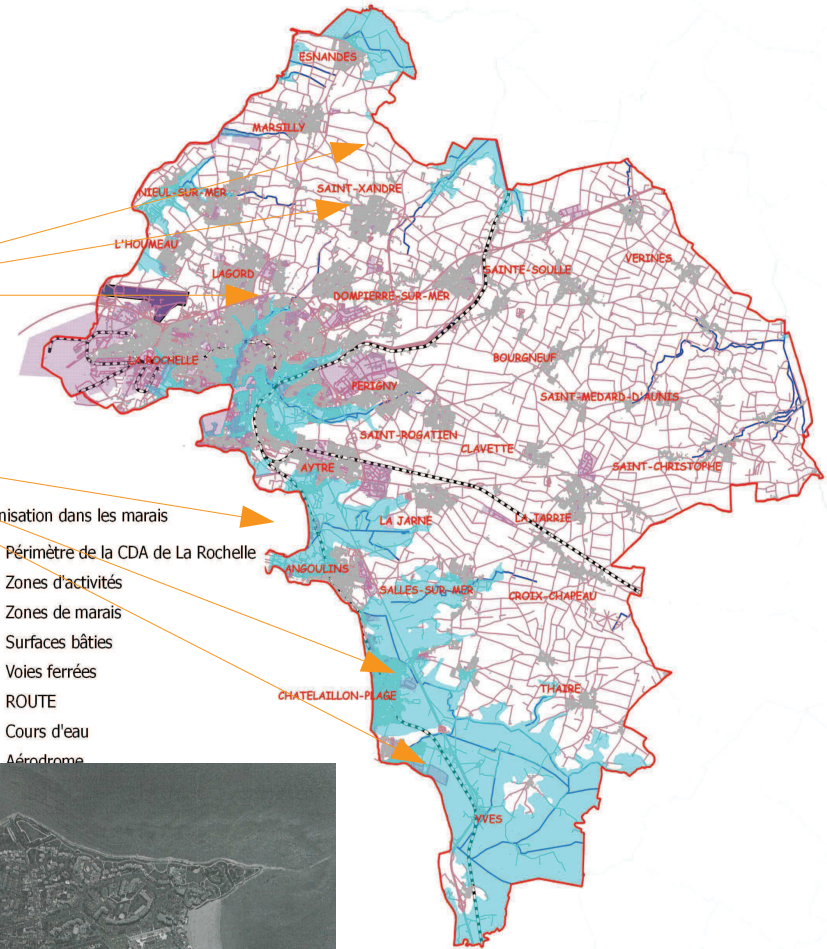 ESNANDES
MARSILLY
NIEUL-SUR-MER
SAINT-XANDRE
L'HOUMEAU
LAGORD
SAINTE-SOULLE
VERINES
DOMPIERRE-SUR-MER
LA ROCHELLE
BOURGNEUF
PERIGNY
SAINT-MEDARD-D'AUNIS
SAINT-ROGATIEN
CLAVETTE
AYTRE
SAINT-CHRISTOPHE
LA JARNE
LA JARRIE
ANGOULINS
SALLES-SUR-MER
CROIX-CHAPEAU
CHATELAILLON-PLAGE
THAIRE
YVES
dans les marais
Périmètre de la CDA de La Rochelle
Zones d'activités
Zones de marais
Surfaces bâties
Voies ferrées
ROUTE
Cours d'eau
Aérodrome